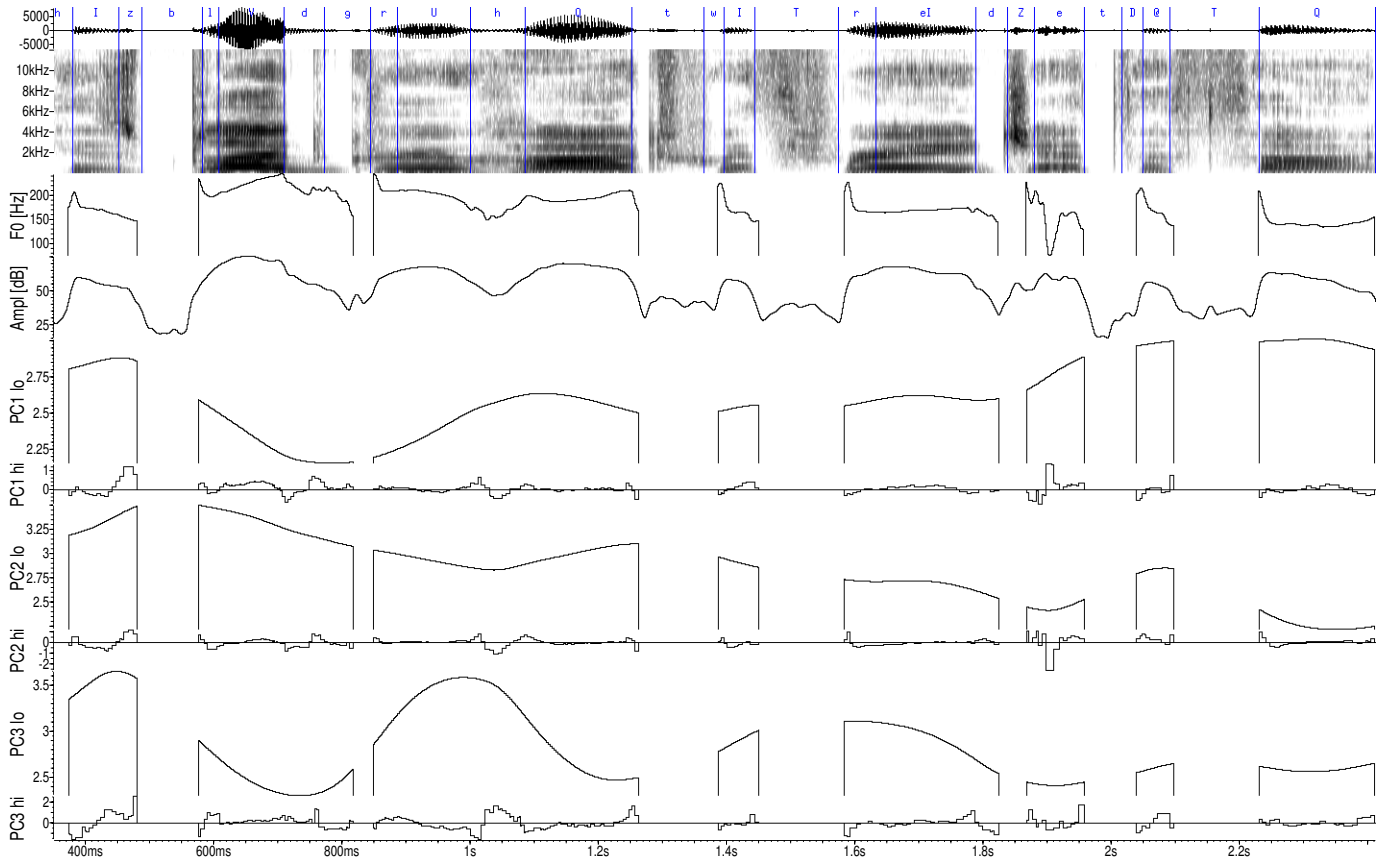 h I z b l V d g r U h Q t w I T r eI d Z e t D @ T Q
5000
0
-5000
10kHz
8kHz
6kHz
4kHz
2kHz
F0 [Hz]
200
150
100
Ampl [dB]
50
25
PC1 lo
2.75
2.5
2.25
PC1 hi
1
0
PC2 lo
3.25
3
2.75
2.5
PC2 hi
0
-1
-2
PC3 lo
3.5
3
2.5
PC3 hi
2
0
400ms 600ms 800ms 1s 1.2s 1.4s 1.6s 1.8s 2s 2.2s